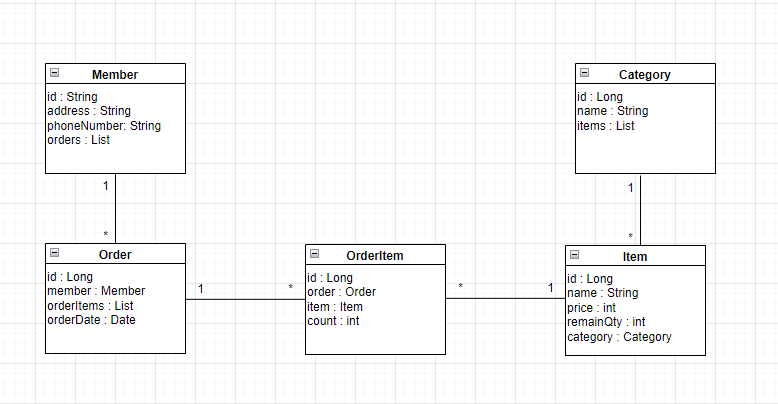 Member
id : String
address : String
phoneNumber: String
orders : List
Category
id : Long
name : String
items : List
1
*
1
*
Order
id : Long
member : Member
orderItems : List
orderDate : Date
1
*
OrderItem
id : Long
order : Order
item : Item
count : int
*
1
Item
id : Long
name : String
price : int
remainQty : int
category : Category